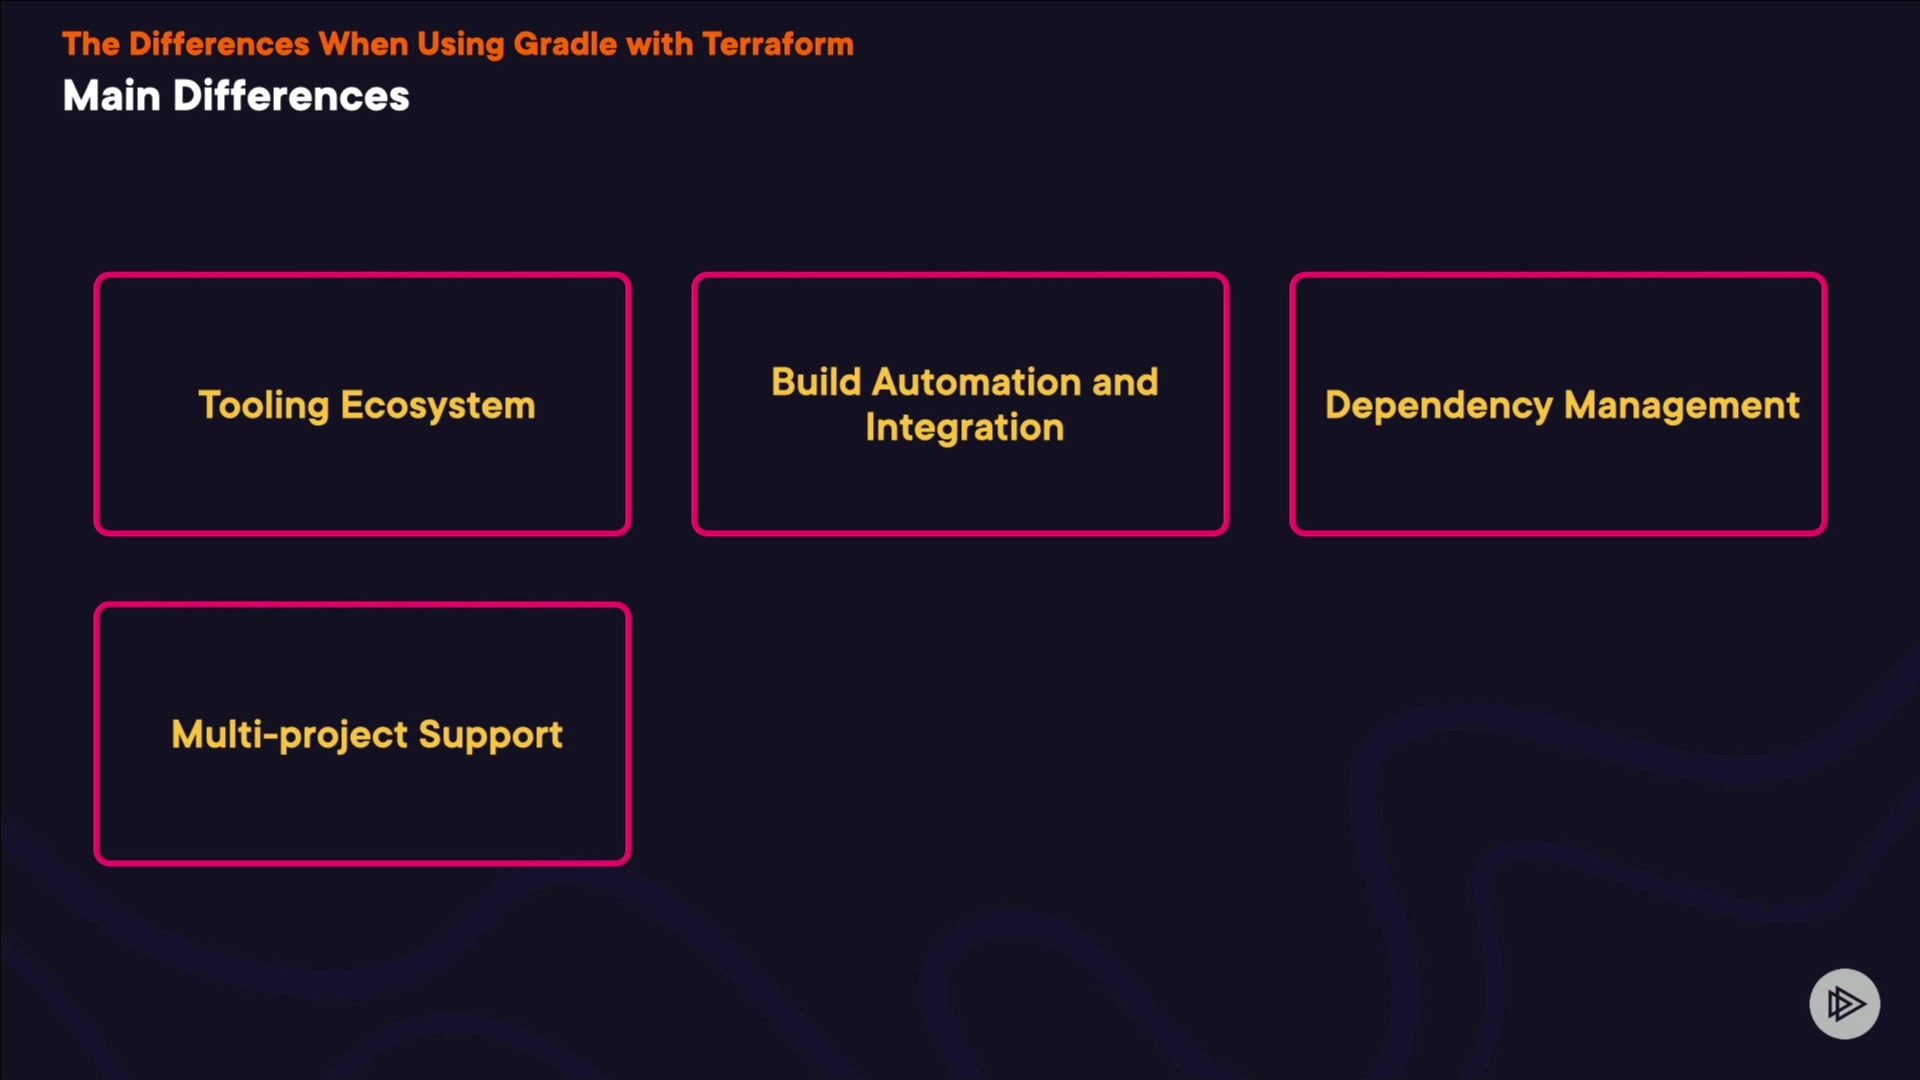 The Differences When Using Gradle with Terraform
Main Differences
Tooling Ecosystem
Build Automation and
Integration
Dependency Management
Multi-project Support